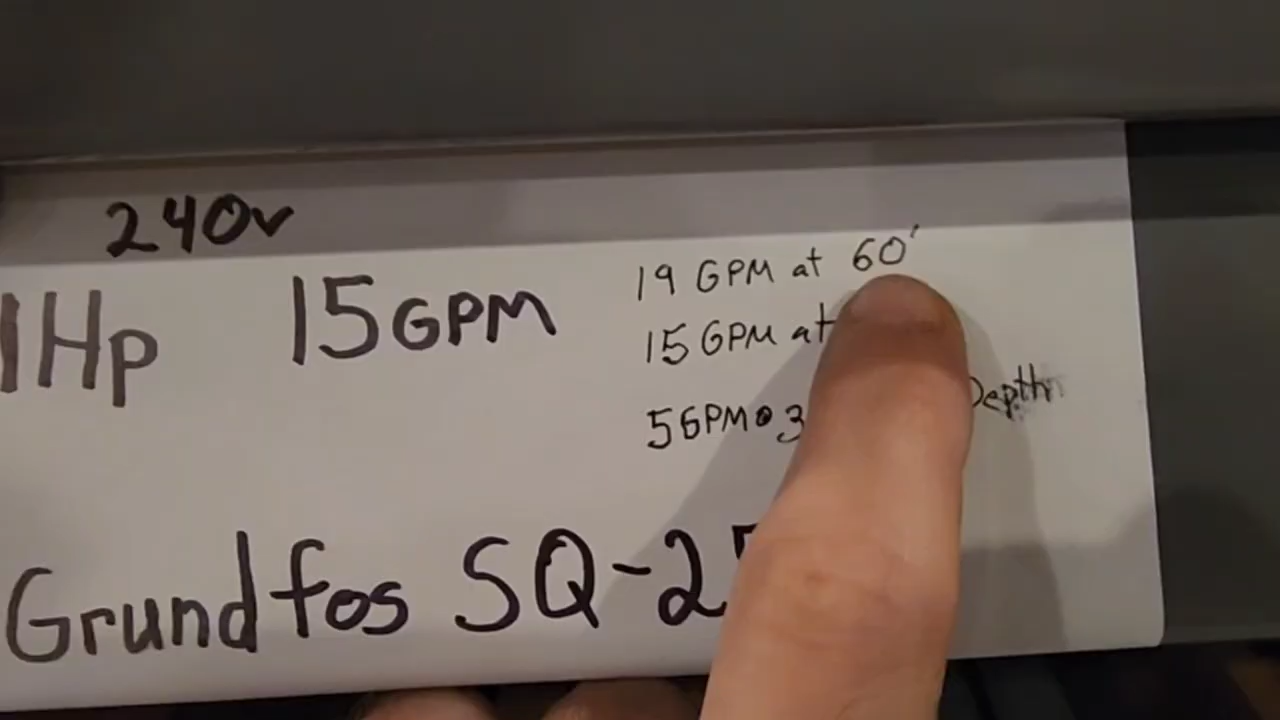 240v
1Hp 15GPM
19 GPM at 60'
15 GPM at
5GPM@ 3 Depth
Grundfos SQ-2